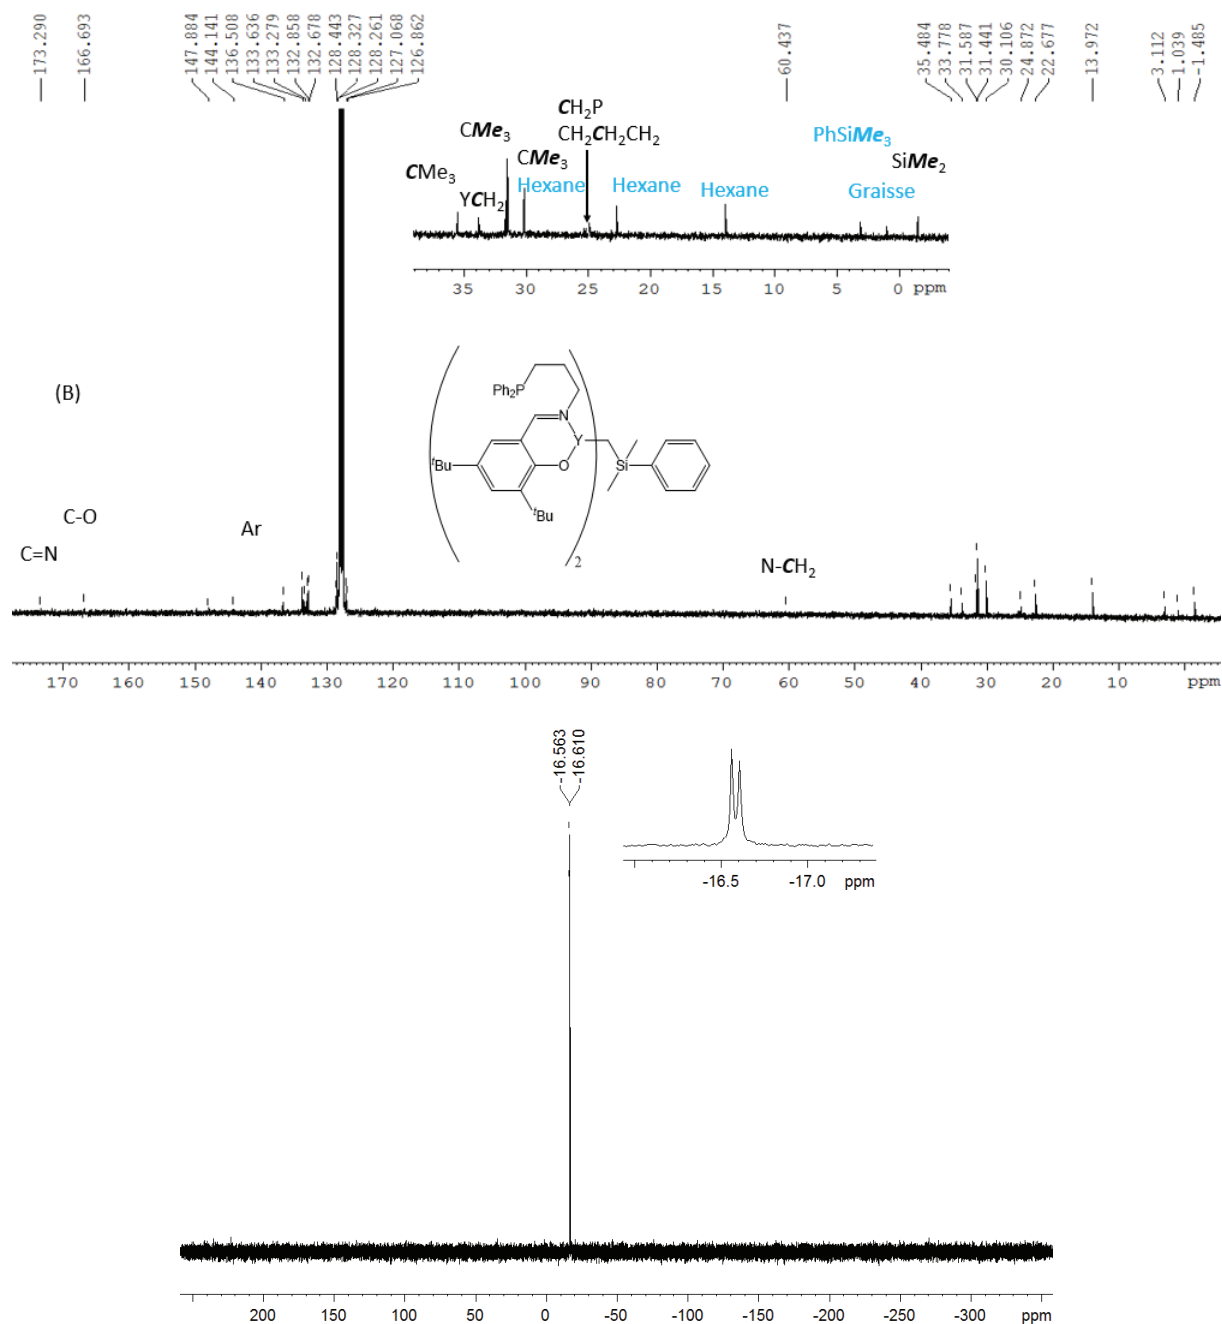 -173.290
-166.693
-147.884
-144.141
-136.508
-133.636
-133.279
-132.858
-132.678
-128.443
-128.327
-128.261
-127.068
-126.862
-60.437
-35.484
-33.778
-31.587
-31.441
-30.106
-24.872
-22.677
-13.972
-3.112
-1.039
--1.485
CH₂P
CMe₃ CH₂CH₂CH₂ PhSiMe₃
CMe₃ CMe₃ SiMe₂
YCH₂ Hexane Hexane Hexane Graisse
35 30 25 20 15 10 5 0 ppm
(B)
Ph₂P
N
Y
ᵗBu O Si
ᵗBu
2
C-O
Ar
C=N
N-CH₂
170 160 150 140 130 120 110 100 90 80 70 60 50 40 30 20 10 ppm
-16.563
-16.610
-16.5 -17.0 ppm
200 150 100 50 0 -50 -100 -150 -200 -250 -300 ppm